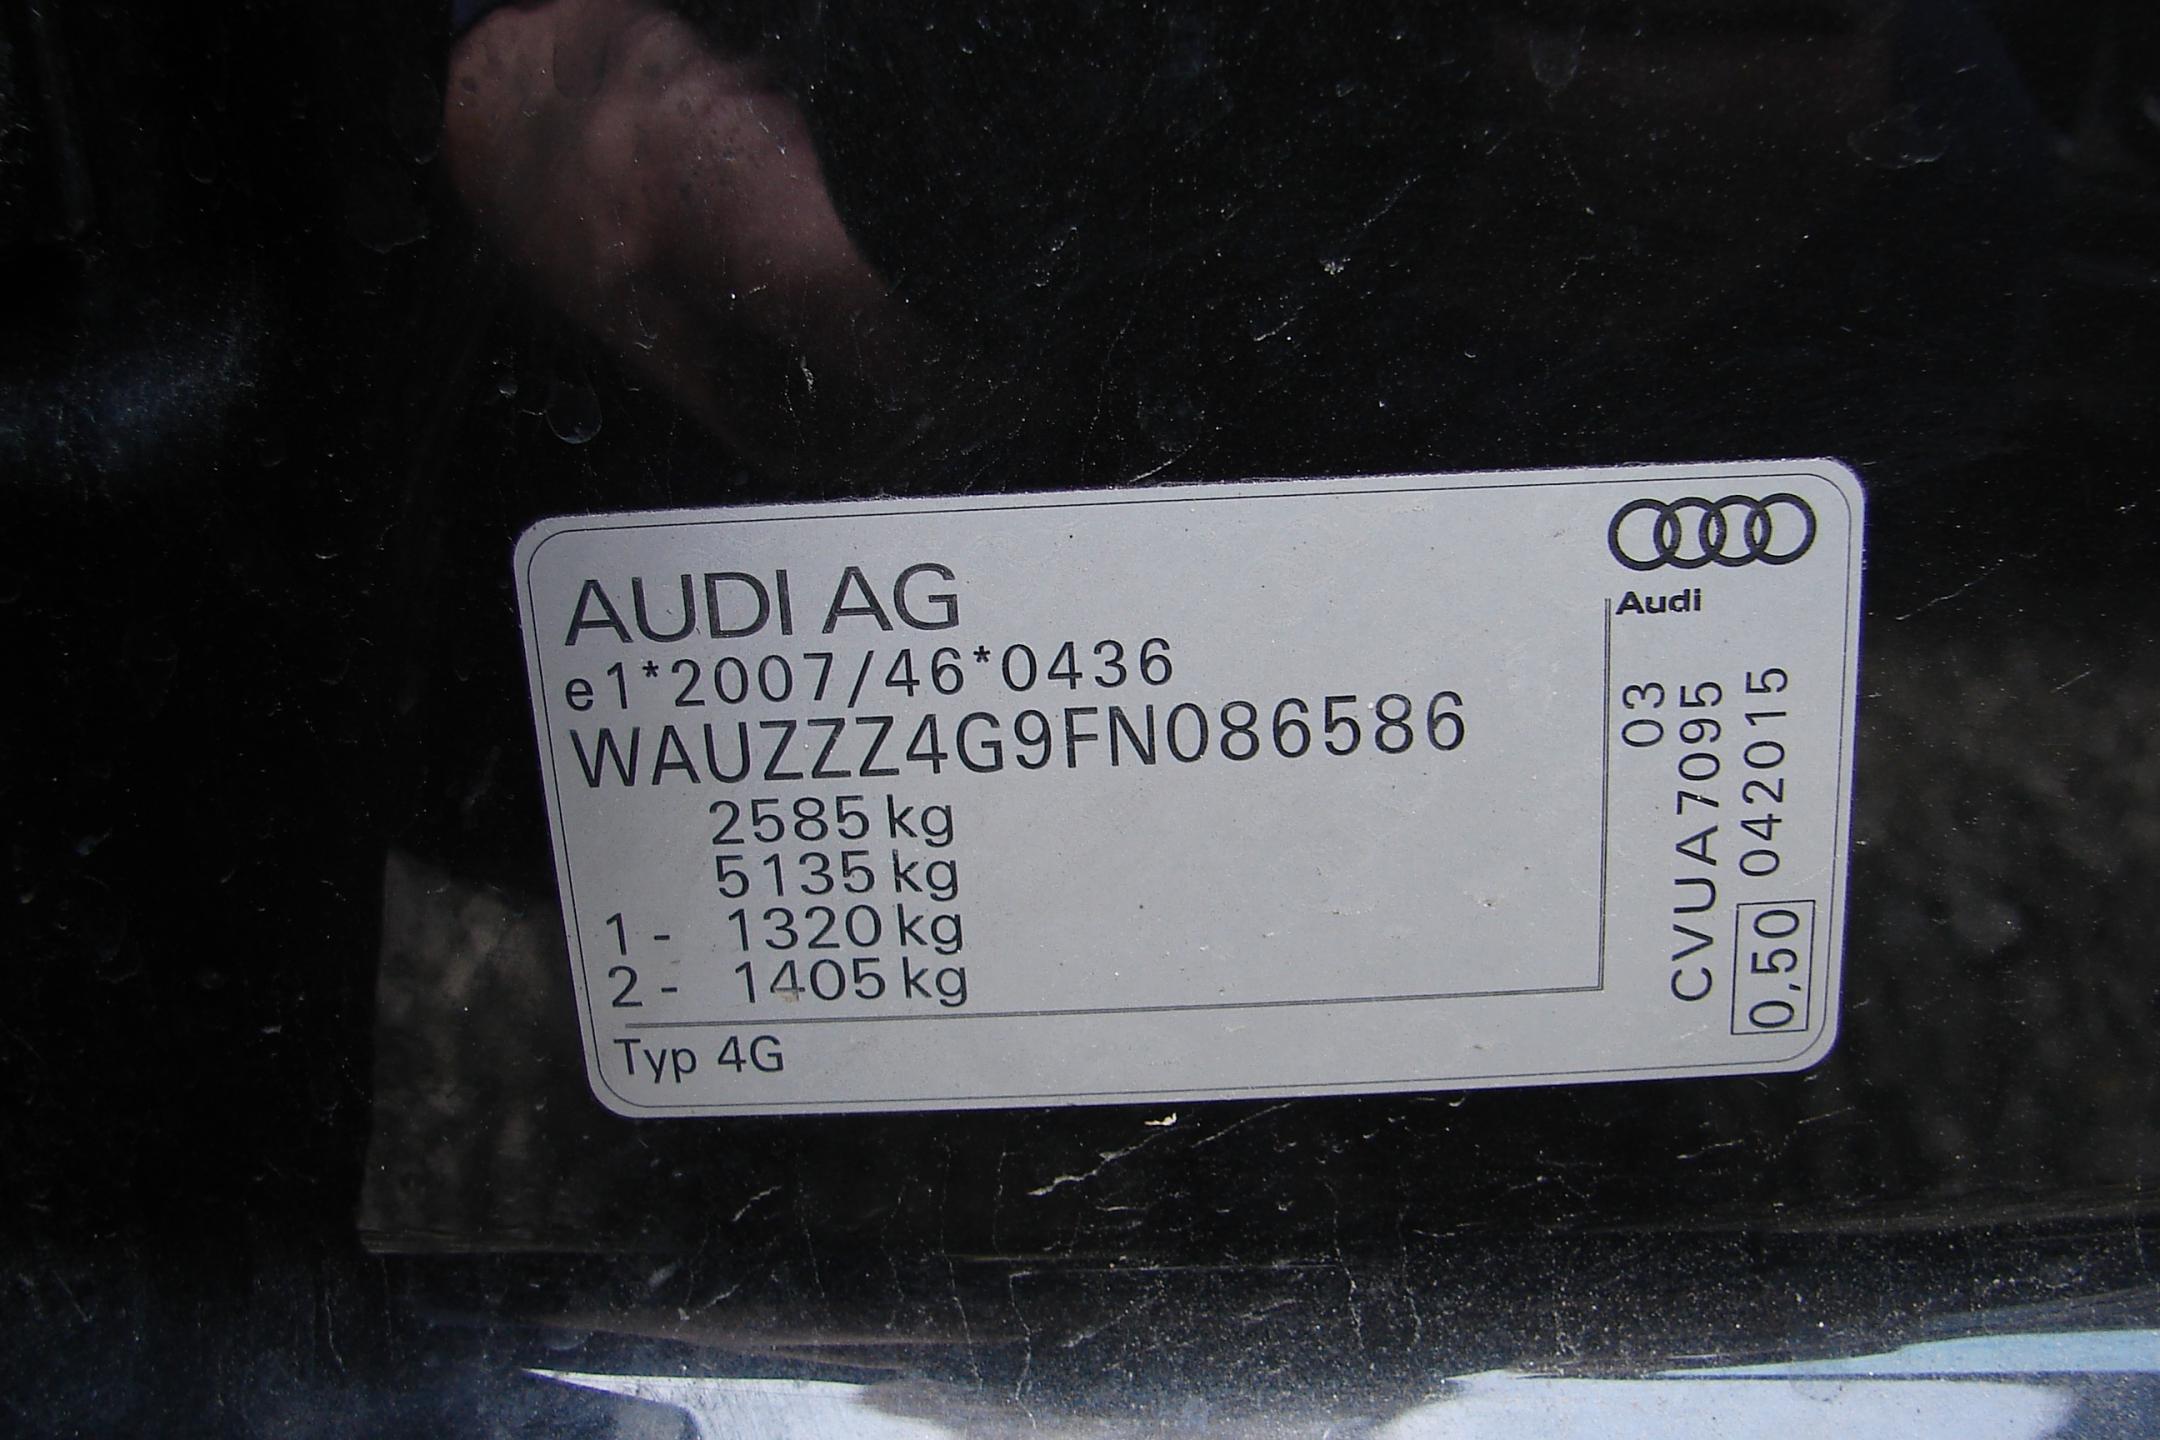 AUDI AG
e1*2007/46*0436
WAUZZZ4G9FN086586
2585 kg
5135 kg
1 - 1320 kg
2 - 1405 kg
Typ 4G
Audi
03
CVUA7095
0,50 042015